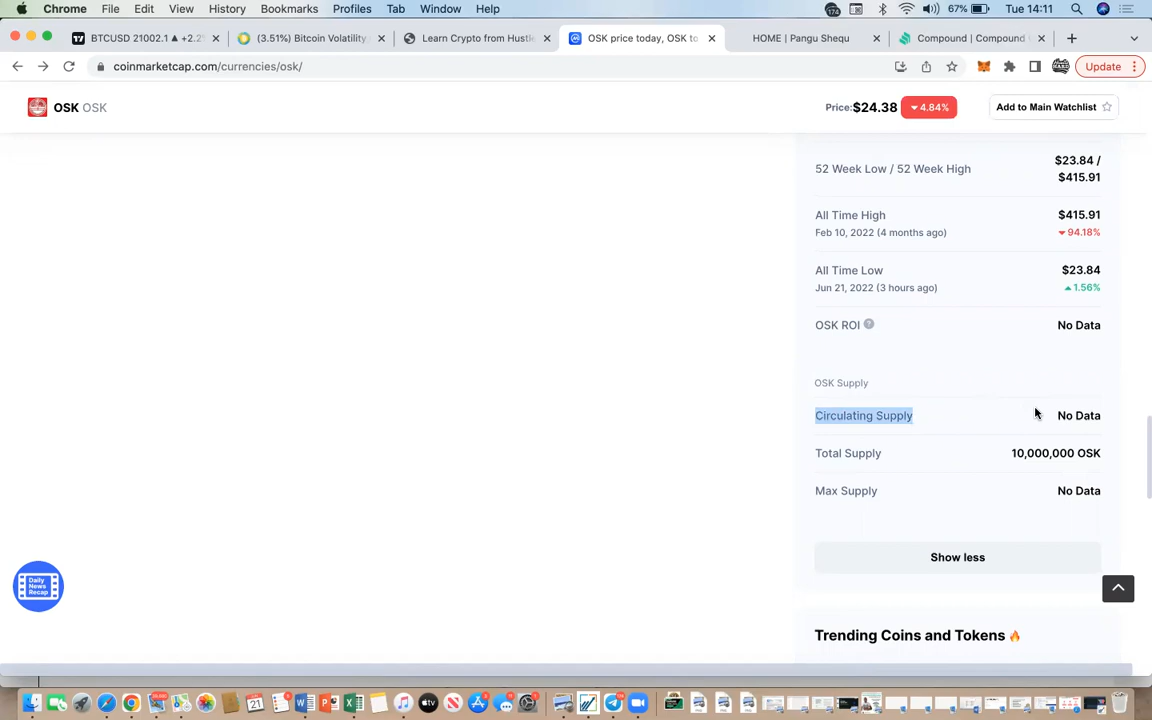 Chrome File Edit View History Bookmarks Profiles Tab Window Help
67% Tue 14:11
BTCUSD 21002.1 ▲ +2.2
(3.51%) Bitcoin Volatility
Learn Crypto from Hustle
OSK price today, OSK to
HOME | Pangu Shequ
Compound | Compound
coinmarketcap.com/currencies/osk/
Update
OSK OSK
Price: $24.38 ▼ 4.84%
Add to Main Watchlist
52 Week Low / 52 Week High
$23.84 /
$415.91
All Time High
$415.91
Feb 10, 2022 (4 months ago)
▼ 94.18%
All Time Low
$23.84
Jun 21, 2022 (3 hours ago)
▲ 1.56%
OSK ROI ?
No Data
OSK Supply
Circulating Supply
No Data
Total Supply
10,000,000 OSK
Max Supply
No Data
Show less
Daily
News
Recap
Trending Coins and Tokens 🔥